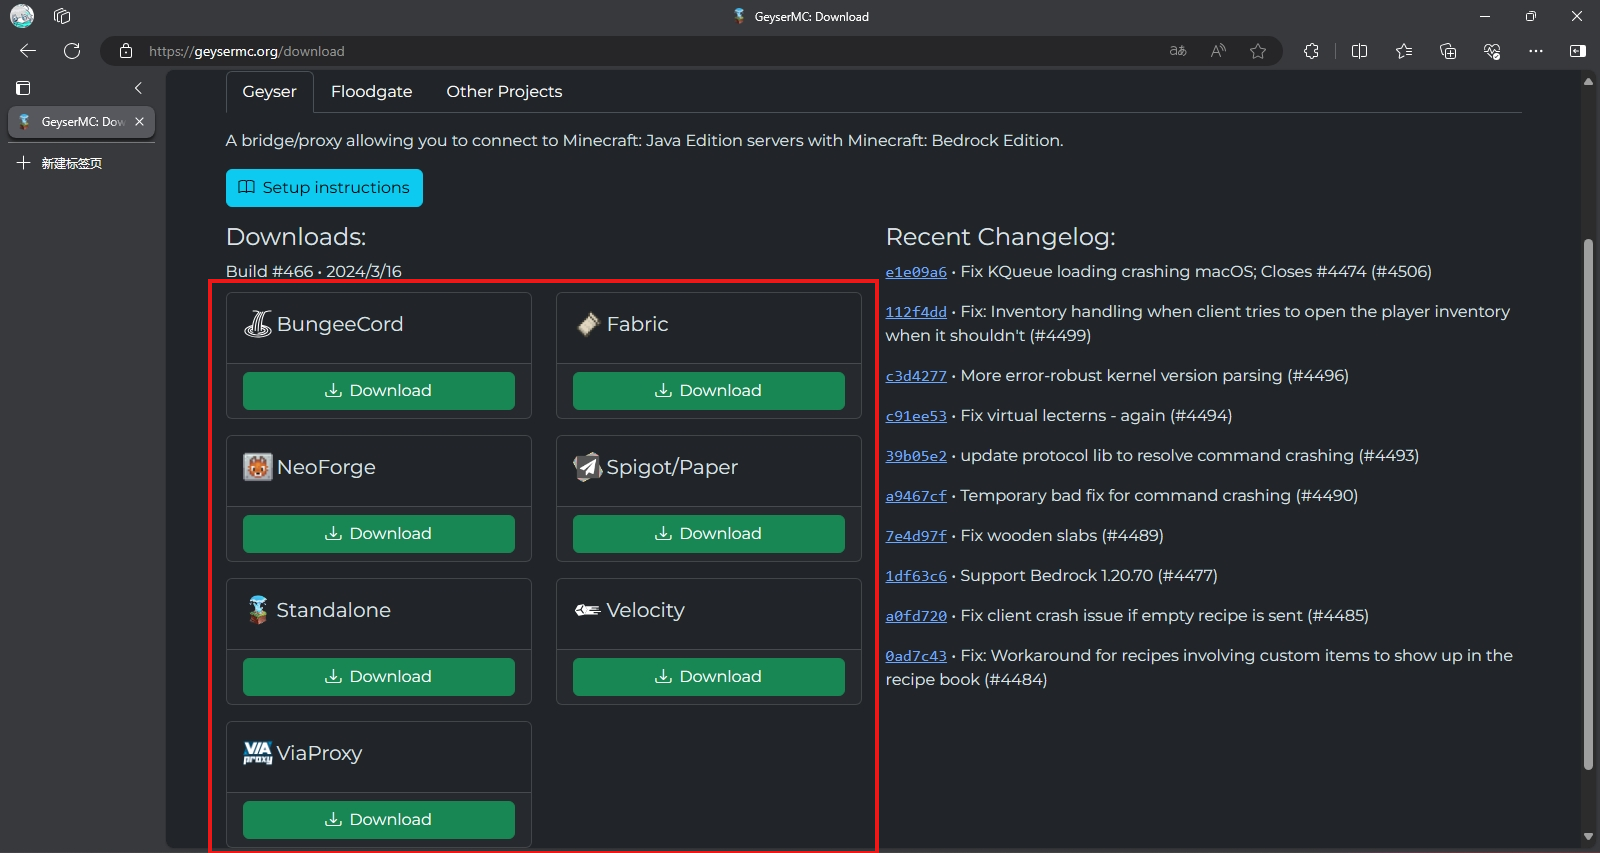 GeyserMC: Download
https://geysermc.org/download
aあ
GeyserMC: Dow
新建标签页
Geyser
Floodgate
Other Projects
A bridge/proxy allowing you to connect to Minecraft: Java Edition servers with Minecraft: Bedrock Edition.
Setup instructions
Downloads:
Build #466 • 2024/3/16
BungeeCord
Fabric
Download
Download
NeoForge
Spigot/Paper
Download
Download
Standalone
Velocity
Download
Download
VIA proxy ViaProxy
Download
Recent Changelog:
e1e09a6 • Fix KQueue loading crashing macOS; Closes #4474 (#4506)
112f4dd • Fix: Inventory handling when client tries to open the player inventory
when it shouldn't (#4499)
c3d4277 • More error-robust kernel version parsing (#4496)
c91ee53 • Fix virtual lecterns - again (#4494)
39b05e2 • update protocol lib to resolve command crashing (#4493)
a9467cf • Temporary bad fix for command crashing (#4490)
7e4d97f • Fix wooden slabs (#4489)
1df63c6 • Support Bedrock 1.20.70 (#4477)
a0fd720 • Fix client crash issue if empty recipe is sent (#4485)
0ad7c43 • Fix: Workaround for recipes involving custom items to show up in the
recipe book (#4484)